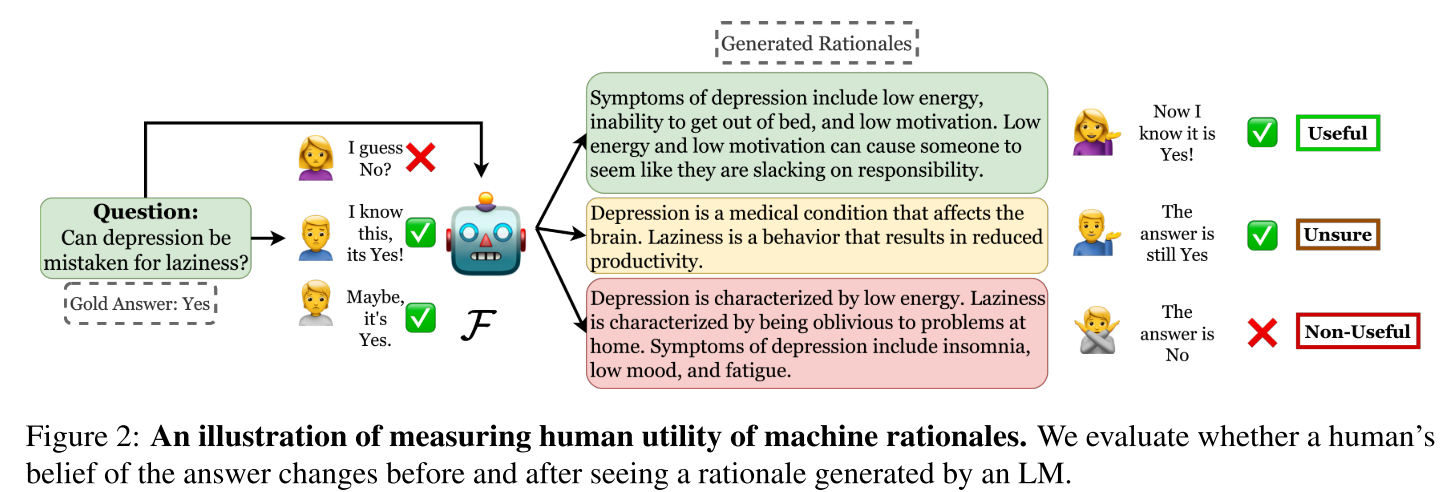 Generated Rationales
Question:
Can depression be
mistaken for laziness?
Gold Answer: Yes
I guess
No?
I know
this,
its Yes!
Maybe,
it's
Yes.
ℱ
Symptoms of depression include low energy,
inability to get out of bed, and low motivation. Low
energy and low motivation can cause someone to
seem like they are slacking on responsibility.
Now I
know it is
Yes!
Useful
Depression is a medical condition that affects the
brain. Laziness is a behavior that results in reduced
productivity.
The
answer is
still Yes
Unsure
Depression is characterized by low energy. Laziness
is characterized by being oblivious to problems at
home. Symptoms of depression include insomnia,
low mood, and fatigue.
The
answer is
No
Non-Useful
Figure 2: An illustration of measuring human utility of machine rationales. We evaluate whether a human's
belief of the answer changes before and after seeing a rationale generated by an LM.